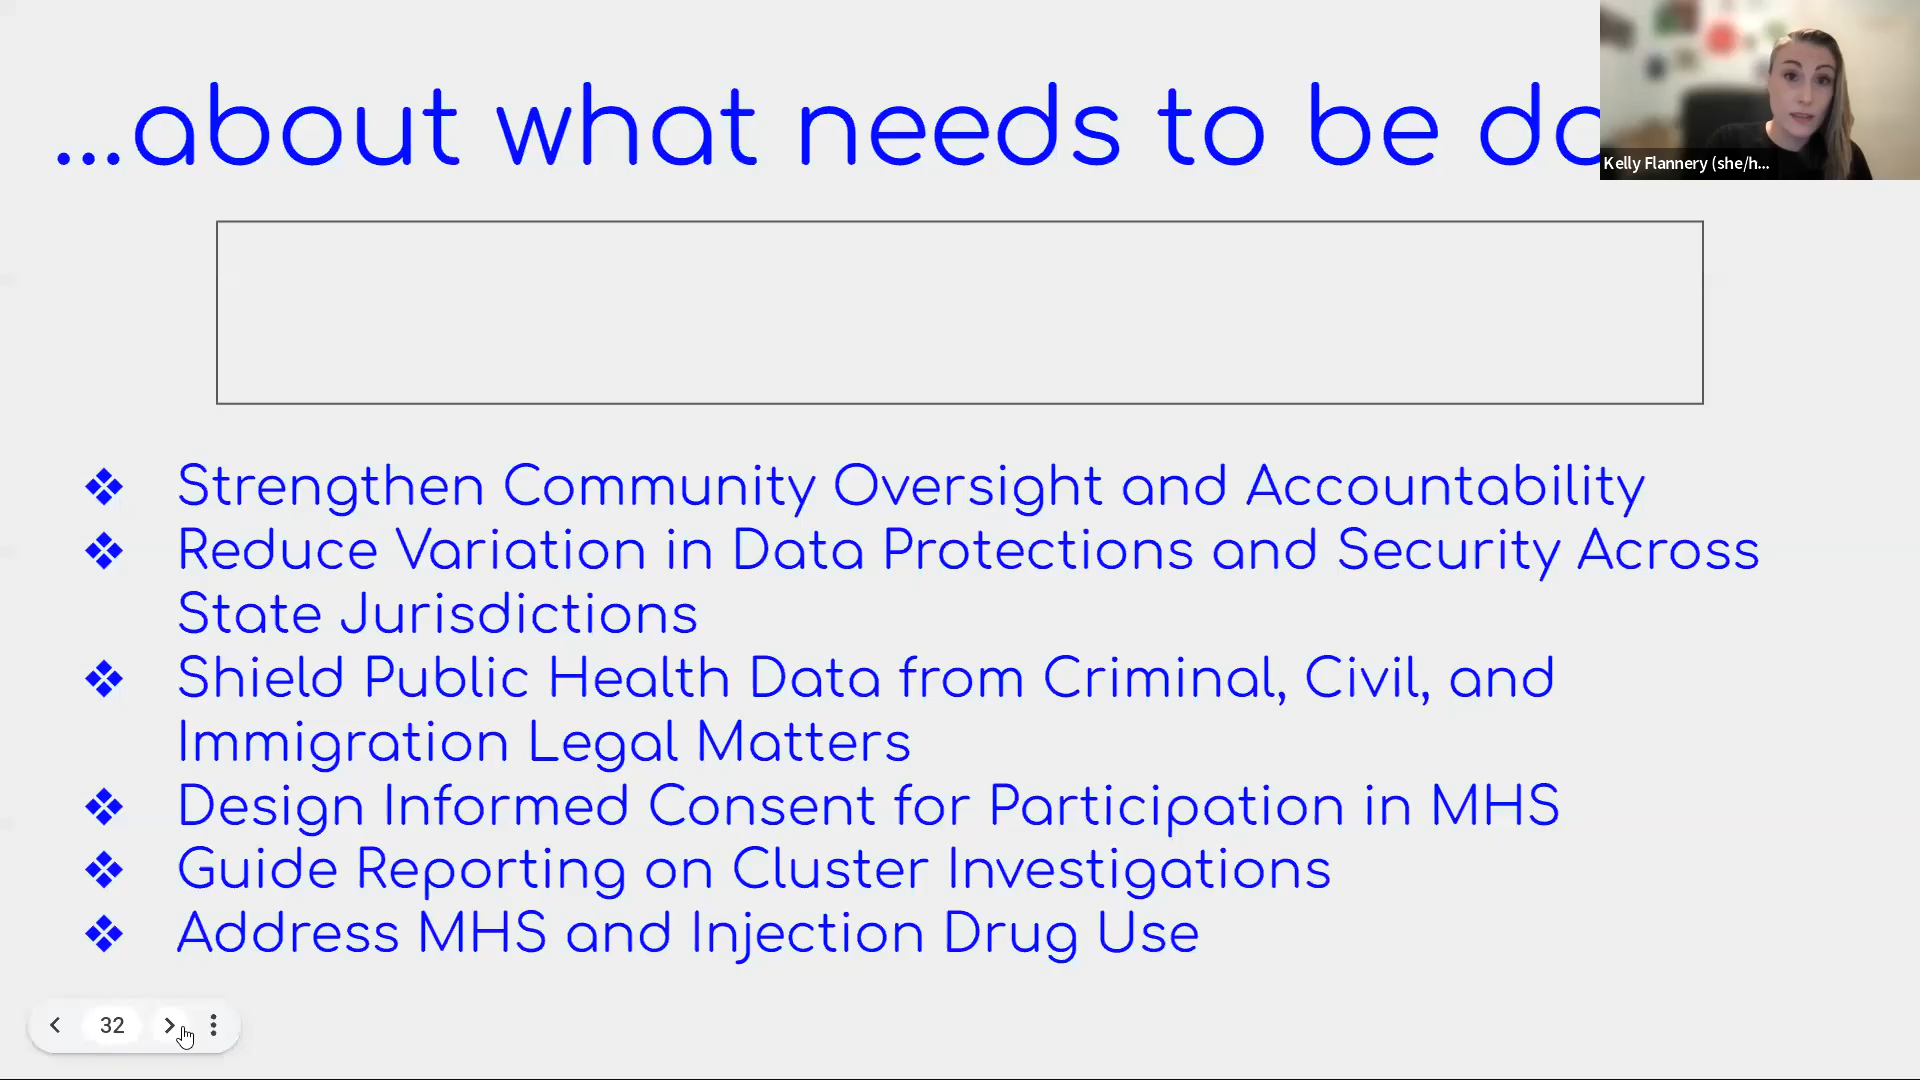 ...about what needs to be do
Kelly Flannery (she/h...
❖ Strengthen Community Oversight and Accountability
❖ Reduce Variation in Data Protections and Security Across
State Jurisdictions
❖ Shield Public Health Data from Criminal, Civil, and
Immigration Legal Matters
❖ Design Informed Consent for Participation in MHS
❖ Guide Reporting on Cluster Investigations
❖ Address MHS and Injection Drug Use
32